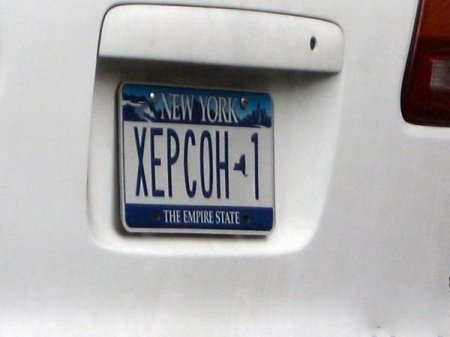 NEW YORK
XEPCOH 1
THE EMPIRE STATE